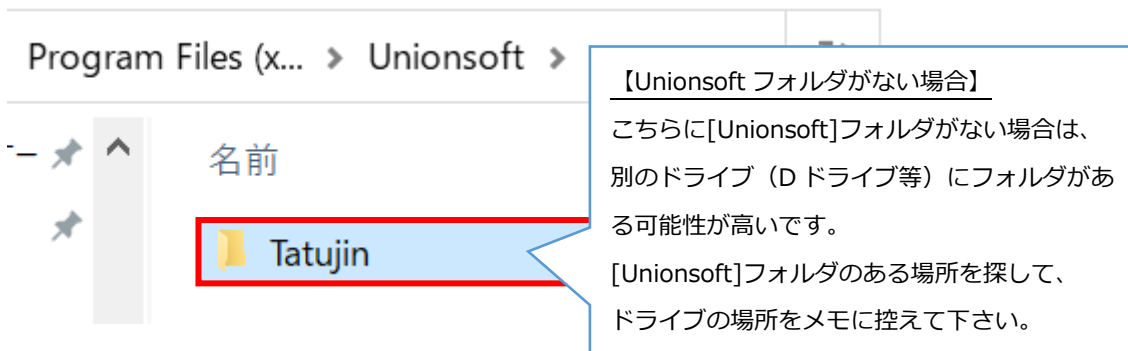 Program Files (x... > Unionsoft >
【Unionsoft フォルダがない場合】
こちらに[Unionsoft]フォルダがない場合は、
別のドライブ（D ドライブ等）にフォルダがあ
る可能性が高いです。
[Unionsoft]フォルダのある場所を探して、
ドライブの場所をメモに控えて下さい。
名前
Tatujin